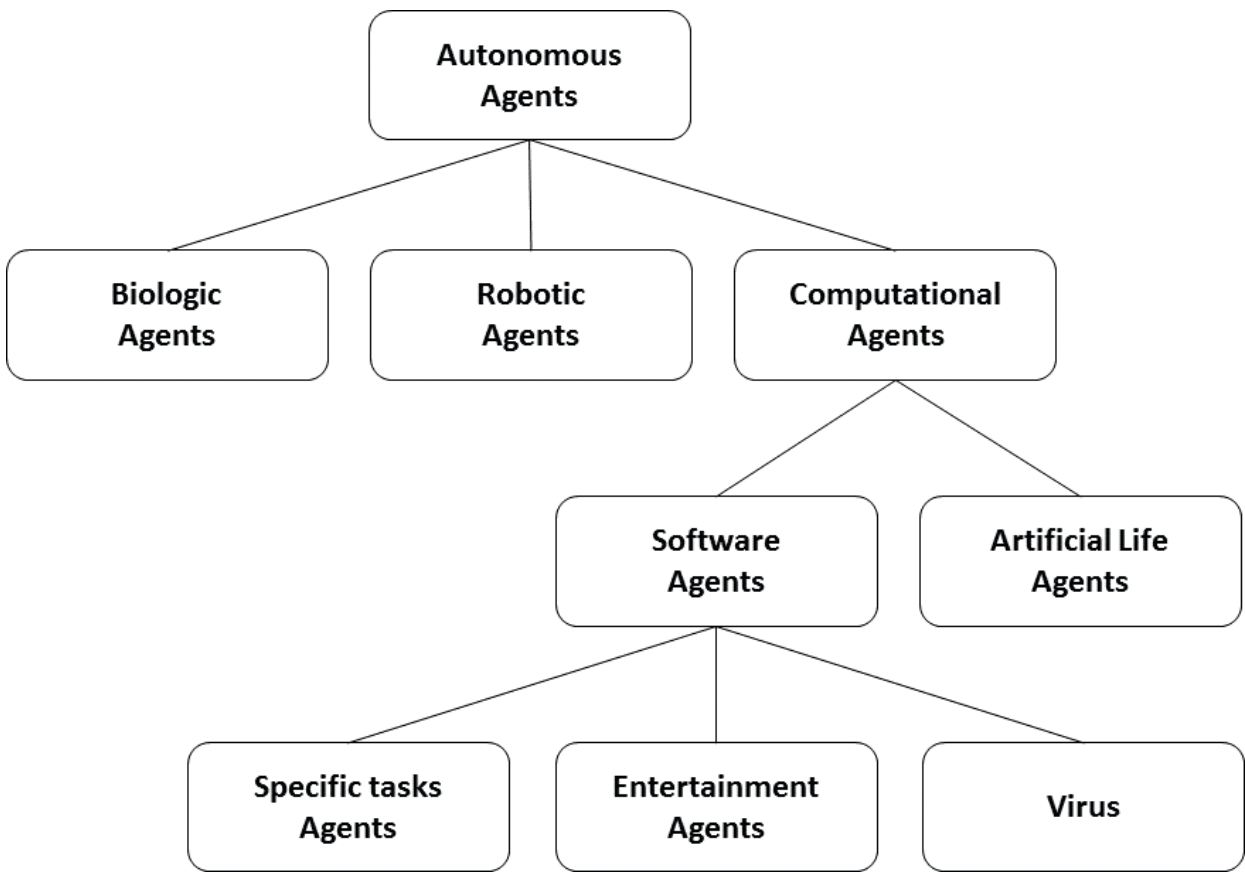 Autonomous
Agents
Biologic
Agents
Robotic
Agents
Computational
Agents
Software
Agents
Artificial Life
Agents
Specific tasks
Agents
Entertainment
Agents
Virus